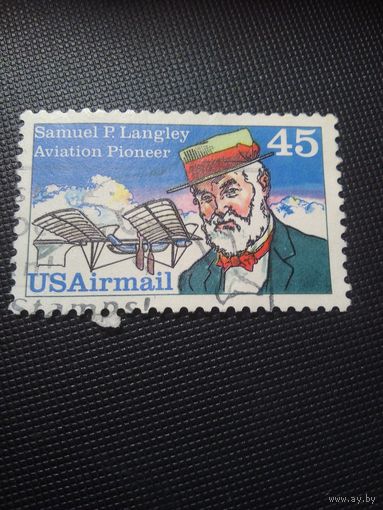 Samuel P. Langley
Aviation Pioneer
45
USAirmail
Stamps!
www.ay.by